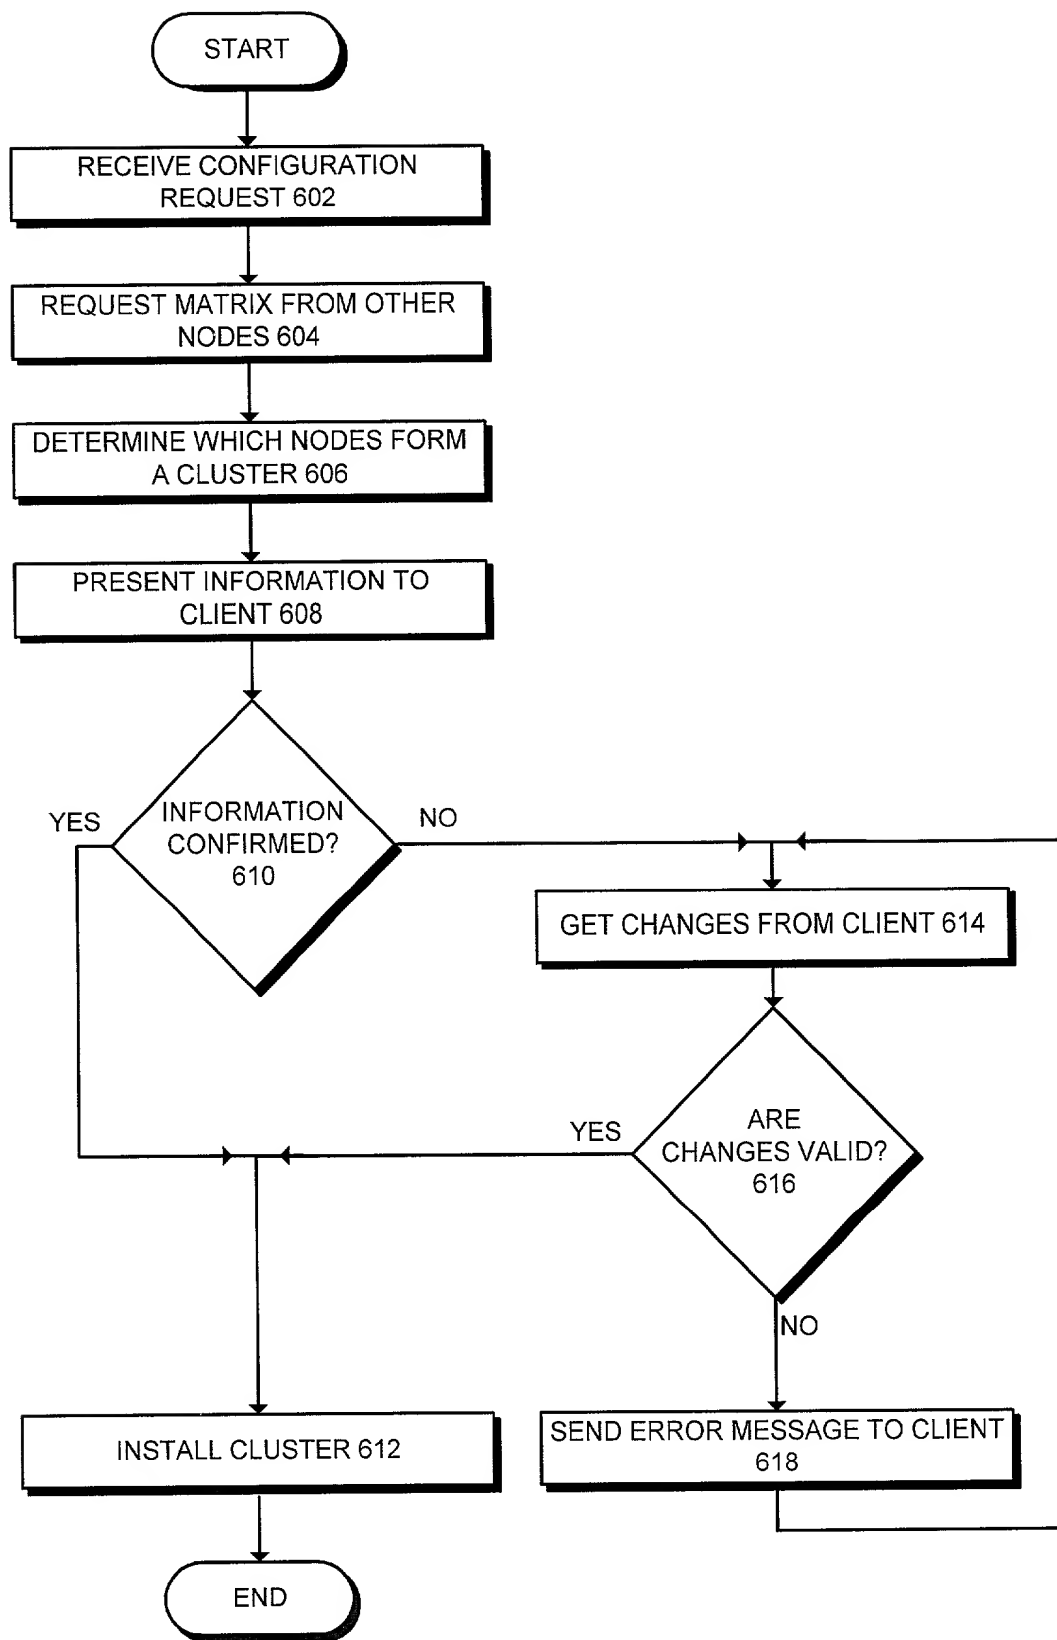 START
RECEIVE CONFIGURATION
REQUEST 602
REQUEST MATRIX FROM OTHER
NODES 604
DETERMINE WHICH NODES FORM
A CLUSTER 606
PRESENT INFORMATION TO
CLIENT 608
YES
INFORMATION
CONFIRMED?
610
NO
GET CHANGES FROM CLIENT 614
YES
ARE
CHANGES VALID?
616
NO
INSTALL CLUSTER 612
SEND ERROR MESSAGE TO CLIENT
618
END